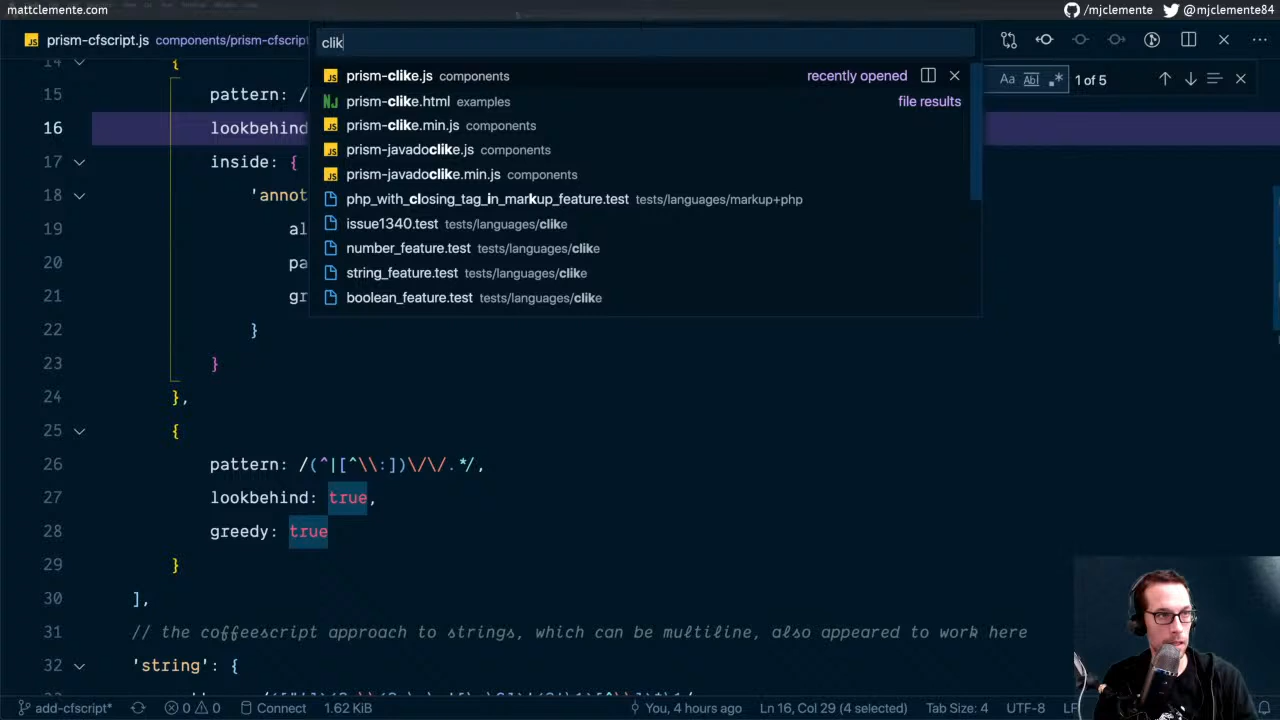 mattclemente.com
/mjclemente @mjclemente84
prism-cfscript.js components/prism-cfscript
clik
prism-clike.js components recently opened
prism-clike.html examples file results
prism-clike.min.js components
prism-javadoclike.js components
prism-javadoclike.min.js components
php_with_closing_tag_in_markup_feature.test tests/languages/markup+php
issue1340.test tests/languages/clike
number_feature.test tests/languages/clike
string_feature.test tests/languages/clike
boolean_feature.test tests/languages/clike
Aa Abl .* 1 of 5
14 {
15 pattern: /
16 lookbehind
17 inside: {
18 'annot
19 al
20 pa
21 gr
22 }
23 }
24 },
25 {
26 pattern: /(^|[^\\:])\/\/.*/,
27 lookbehind: true,
28 greedy: true
29 }
30 ],
31 // the coffeescript approach to strings, which can be multiline, also appeared to work here
32 'string': {
add-cfscript* 0 0 Connect 1.62 KiB You, 4 hours ago Ln 16, Col 29 (4 selected) Tab Size: 4 UTF-8 LF